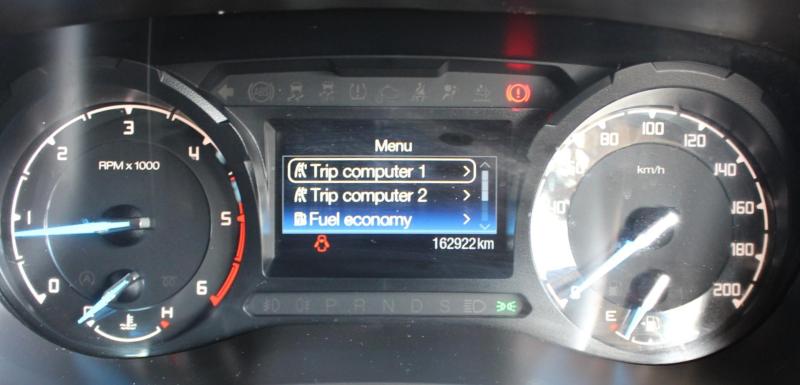 Menu
Trip computer 1
Trip computer 2
Fuel economy
162922km
RPM x 1000
0
1
2
3
4
5
6
H
km/h
80
100
120
140
160
180
200
E
P R N D S